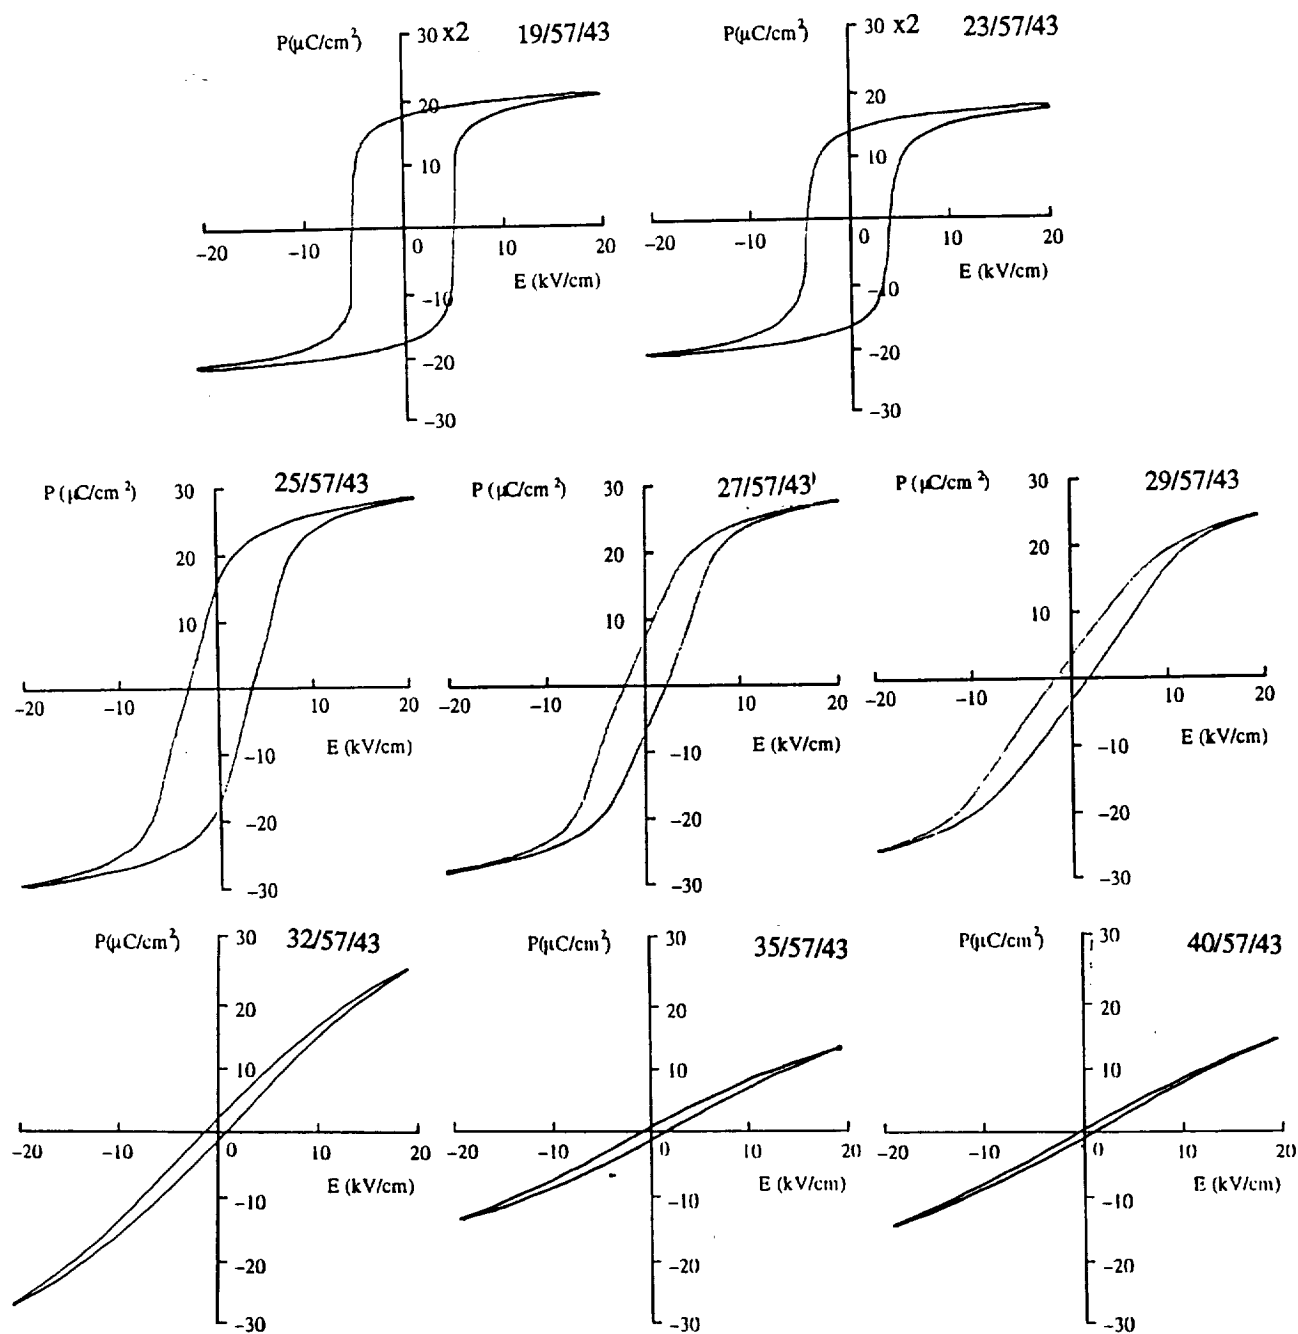 P(μC/cm²) 30 x2 19/57/43
20
10
-20 -10 0 10 20
E (kV/cm)
-10
-20
-30
P(μC/cm²) 30 x2 23/57/43
20
10
-20 -10 0 10 20
E (kV/cm)
-10
-20
-30
P (μC/cm²) 30 25/57/43
20
10
-20 -10 0 10 20
-10 E (kV/cm)
-20
-30
P (μC/cm²) 30 27/57/43
20
10
-20 -10 0 10 20
-10 E (kV/cm)
-20
-30
P (μC/cm²) 30 29/57/43
20
10
-20 -10 0 10 20
-10 E (kV/cm)
-20
-30
P(μC/cm²) 30 32/57/43
20
10
-20 -10 0 10 20
-10 E (kV/cm)
-20
-30
P(μC/cm²) 30 35/57/43
20
10
-20 -10 0 10 20
-10 E (kV/cm)
-20
-30
P(μC/cm²) 30 40/57/43
20
10
-20 -10 0 10 20
-10 E (kV/cm)
-20
-30